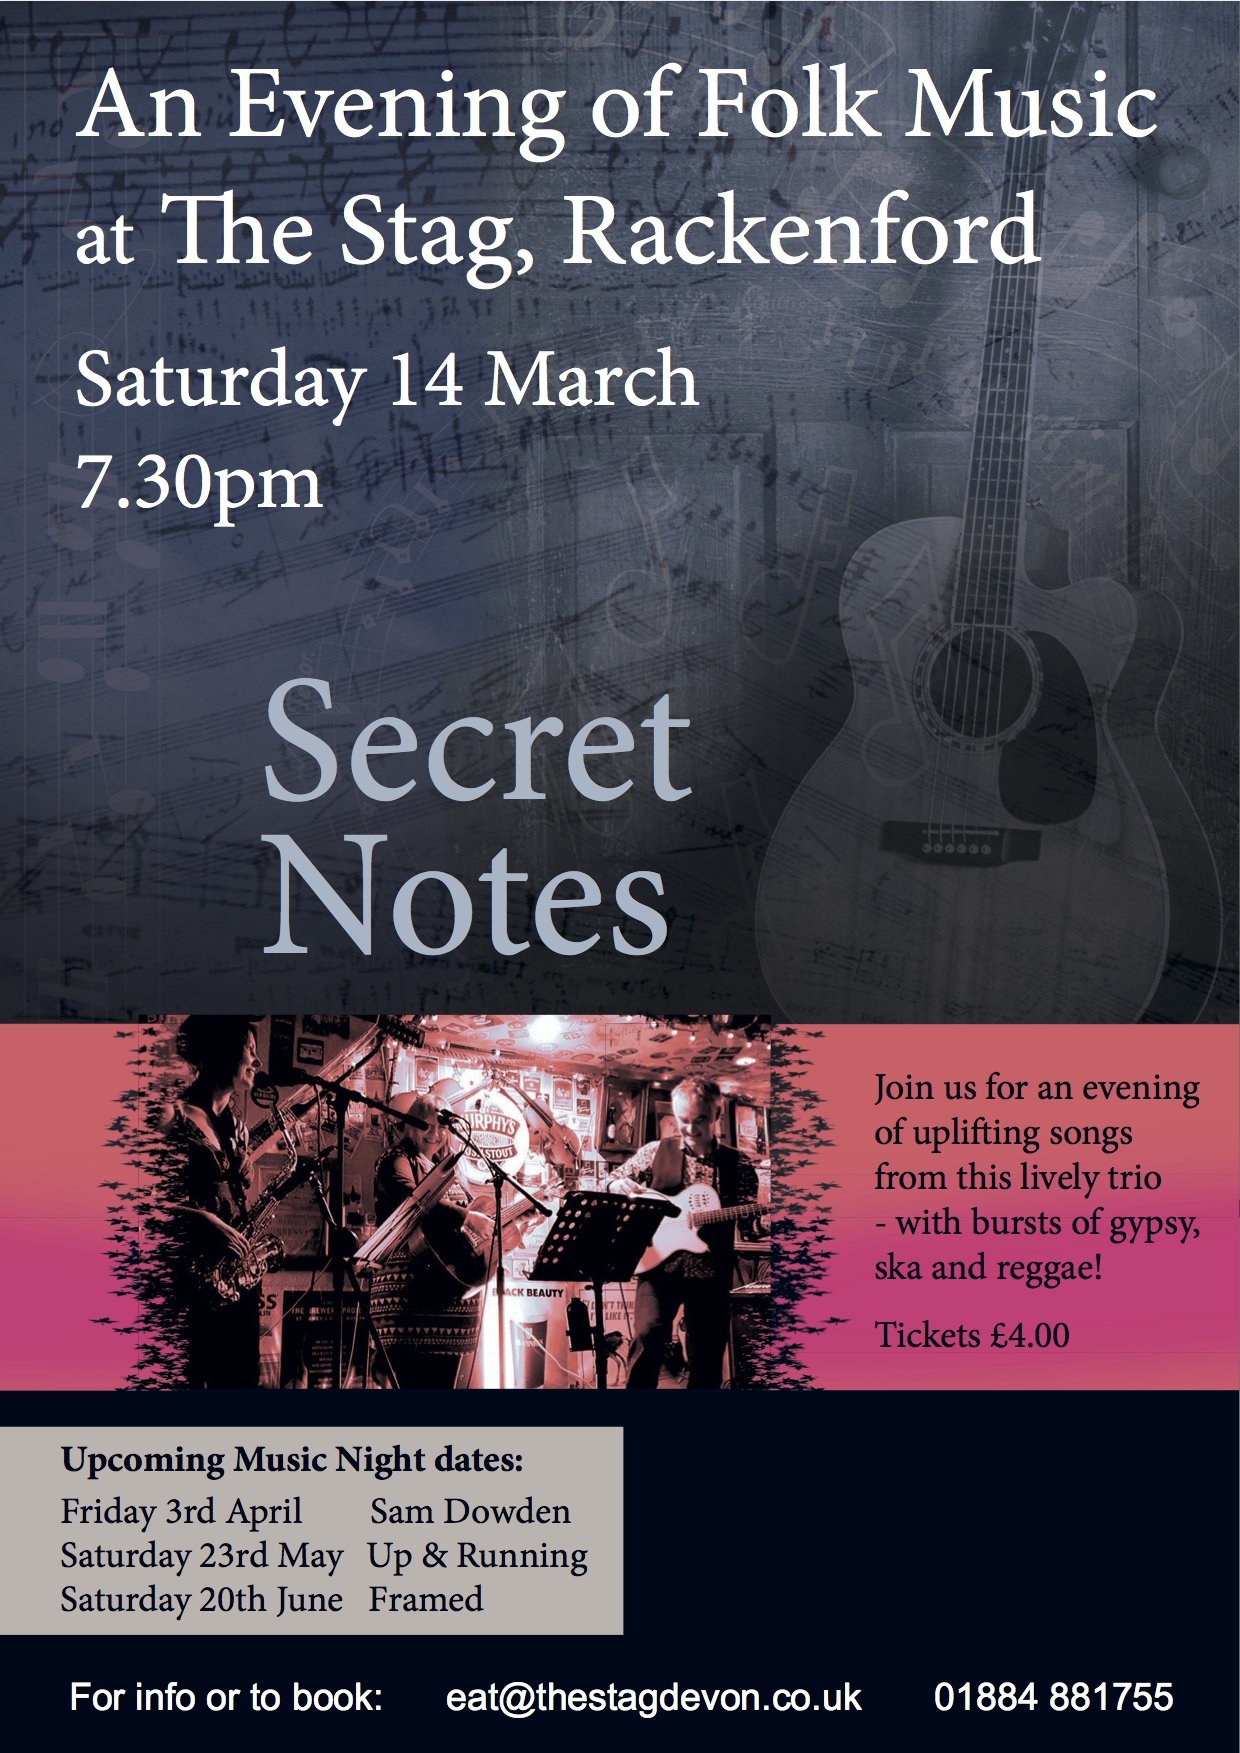 An Evening of Folk Music
at The Stag, Rackenford
Saturday 14 March
7.30pm
Secret
Notes
Join us for an evening
of uplifting songs
from this lively trio
- with bursts of gypsy,
ska and reggae!
Tickets £4.00
BLACK BEAUTY
Upcoming Music Night dates:
Friday 3rd April Sam Dowden
Saturday 23rd May Up & Running
Saturday 20th June Framed
For info or to book: eat@thestagdevon.co.uk 01884 881755